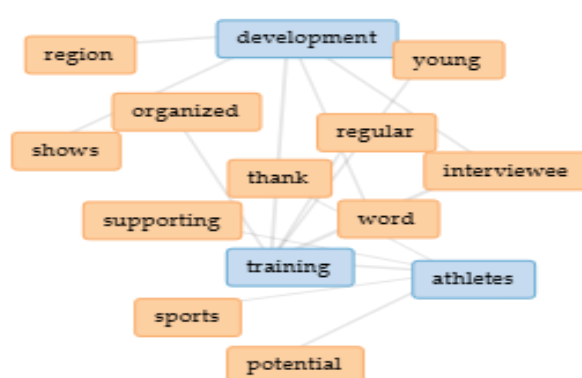 development
region
young
organized
regular
shows
interviewee
thank
supporting
word
training
athletes
sports
potential